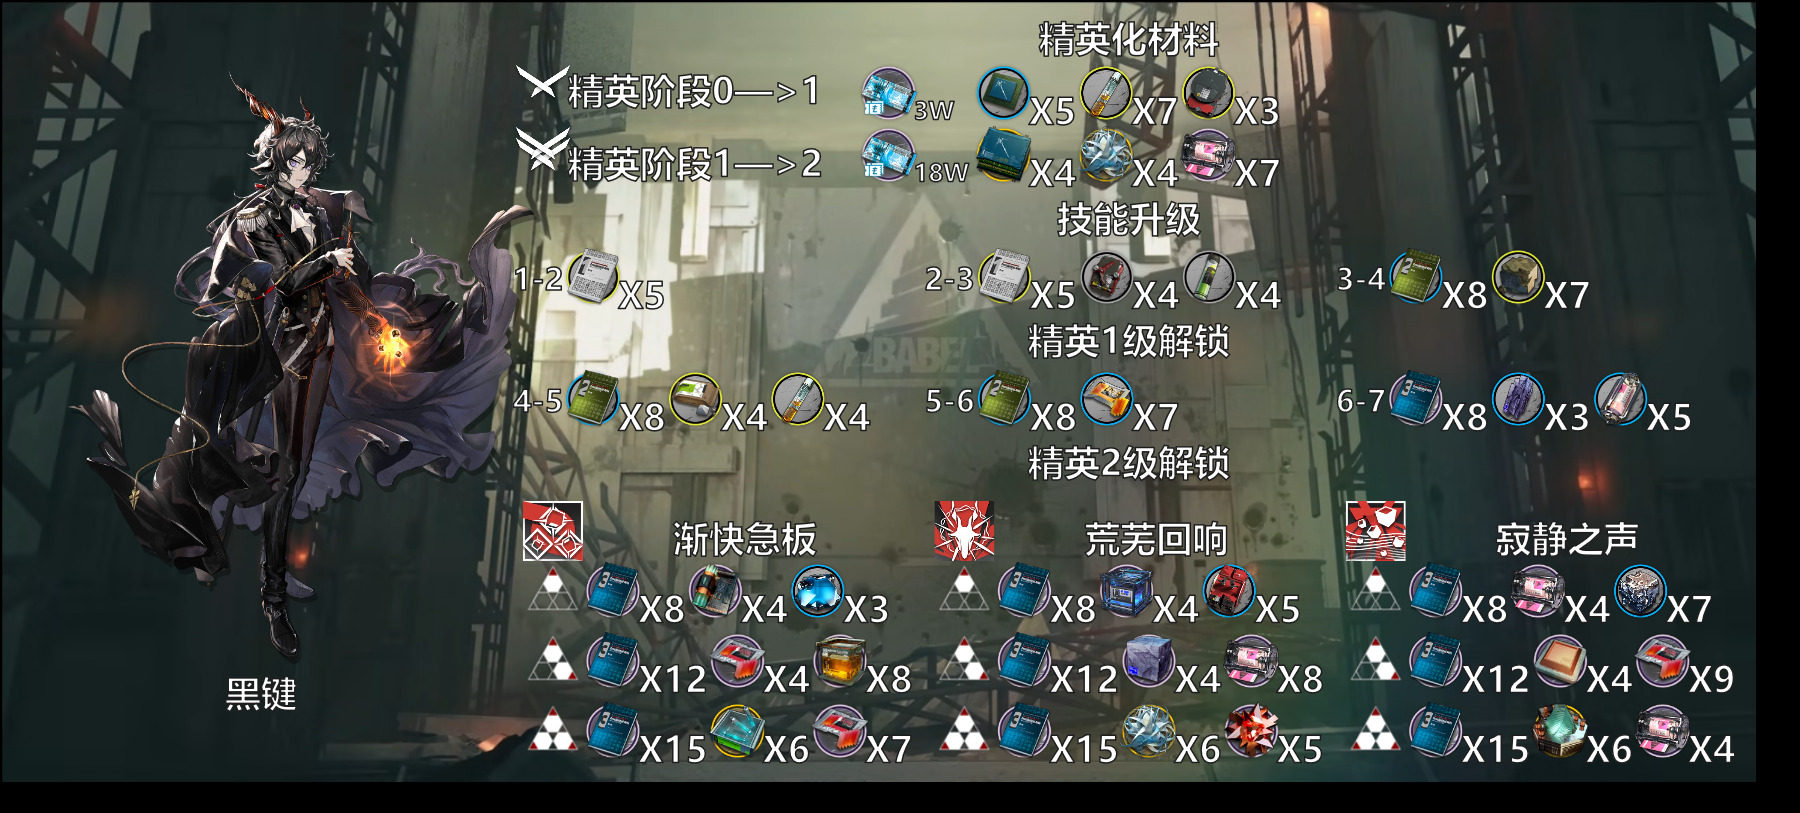 精英化材料
精英阶段0—>1 3W X5 X7 X3
精英阶段1—>2 18W X4 X4 X7
技能升级
1-2 X5 2-3 X5 X4 X4 3-4 X8 X7
精英1级解锁
BABEL
4-5 X8 X4 X4 5-6 X8 X7 6-7 X8 X3 X5
精英2级解锁
渐快急板 荒芜回响 寂静之声
X8 X4 X3 X8 X4 X5 X8 X4 X7
X12 X4 X8 X12 X4 X8 X12 X4 X9
黑键
X15 X6 X7 X15 X6 X5 X15 X6 X4